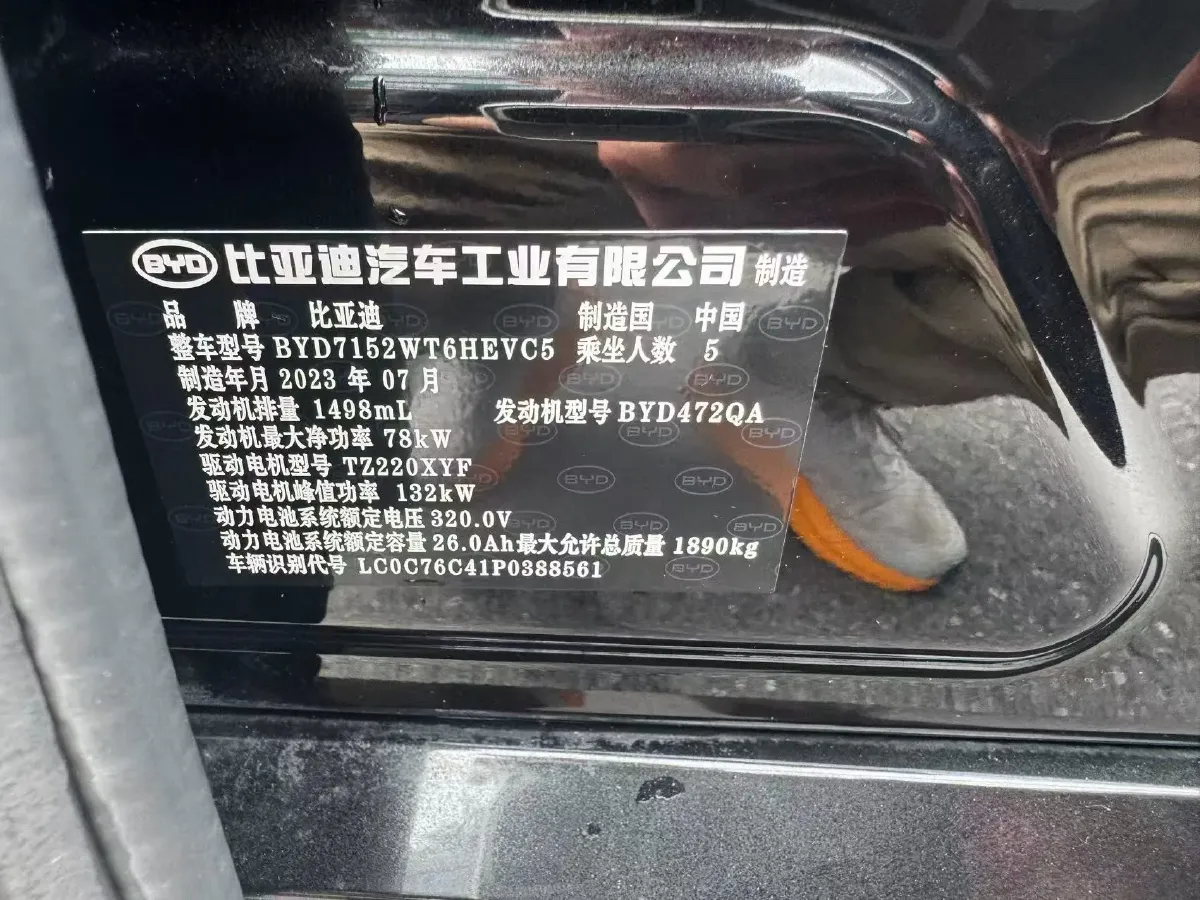 BYD 比亚迪汽车工业有限公司 制造
品 牌 比亚迪 制造国 中国
整车型号 BYD7152WT6HEVC5 乘坐人数 5
制造年月 2023 年 07 月
发动机排量 1498mL 发动机型号 BYD472QA
发动机最大净功率 78kW
驱动电机型号 TZ220XYF
驱动电机峰值功率 132kW
动力电池系统额定电压 320.0V
动力电池系统额定容量 26.0Ah 最大允许总质量 1890kg
车辆识别代号 LC0C76C41P0388561